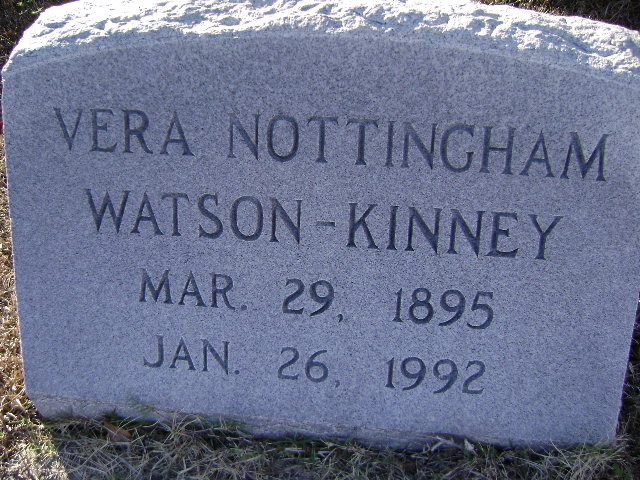 VERA NOTTINGHAM
WATSON-KINNEY
MAR. 29, 1895
JAN. 26, 1992